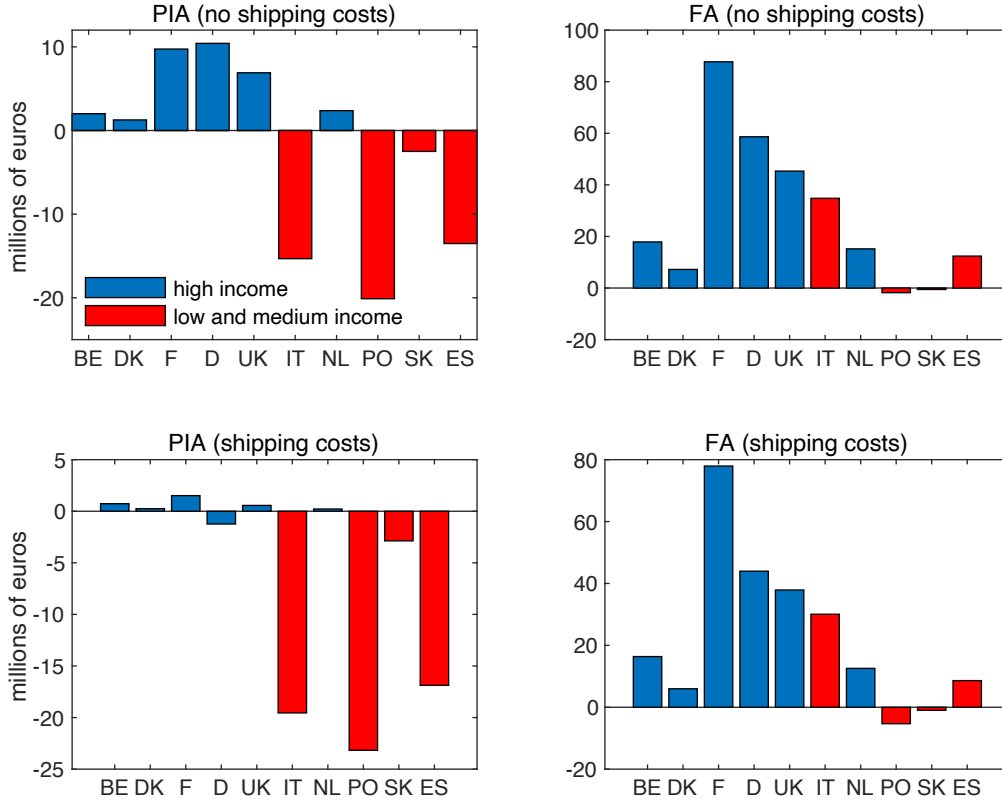 PIA (no shipping costs)
10
0
-10
-20
millions of euros
high income
low and medium income
BE DK F D UK IT NL PO SK ES
FA (no shipping costs)
100
80
60
40
20
0
-20
BE DK F D UK IT NL PO SK ES
PIA (shipping costs)
5
0
-5
-10
-15
-20
-25
millions of euros
BE DK F D UK IT NL PO SK ES
FA (shipping costs)
80
60
40
20
0
-20
BE DK F D UK IT NL PO SK ES